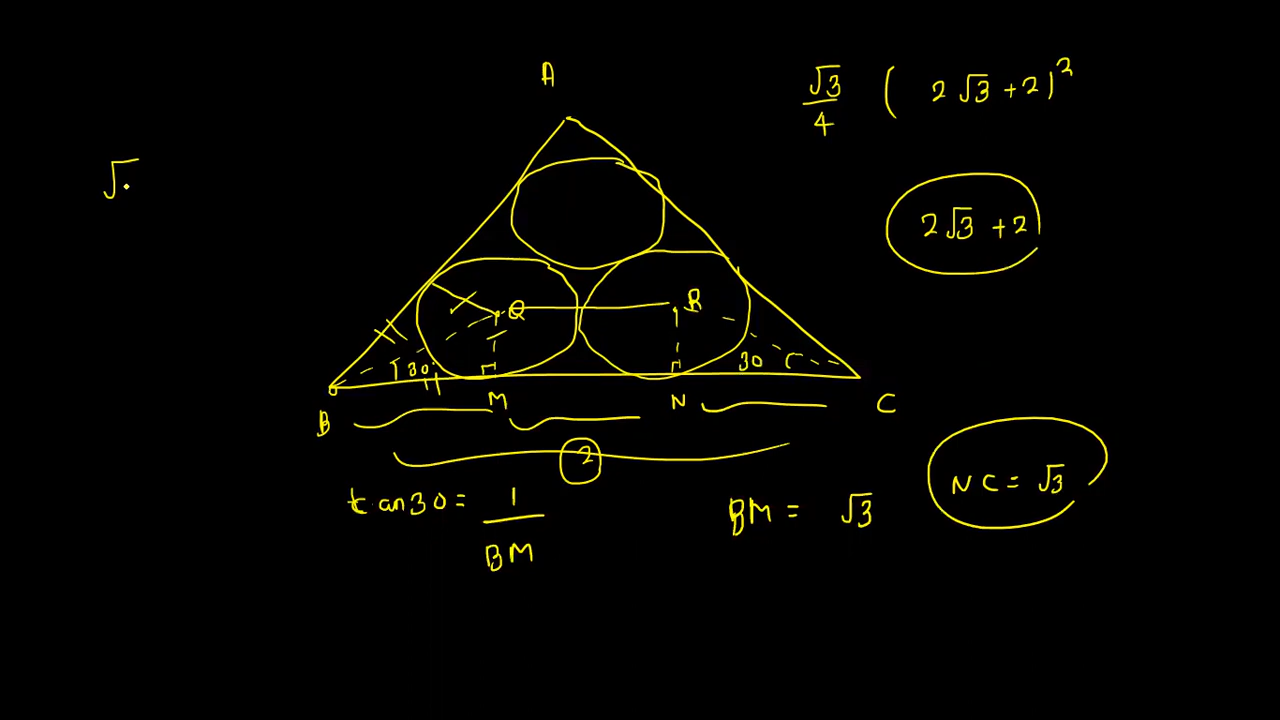 A
√3/4 ( 2√3 + 2)²
√
2√3 + 2
Q R
30 30
B M N C
2
tan30 = 1/BM
BM = √3
NC = √3